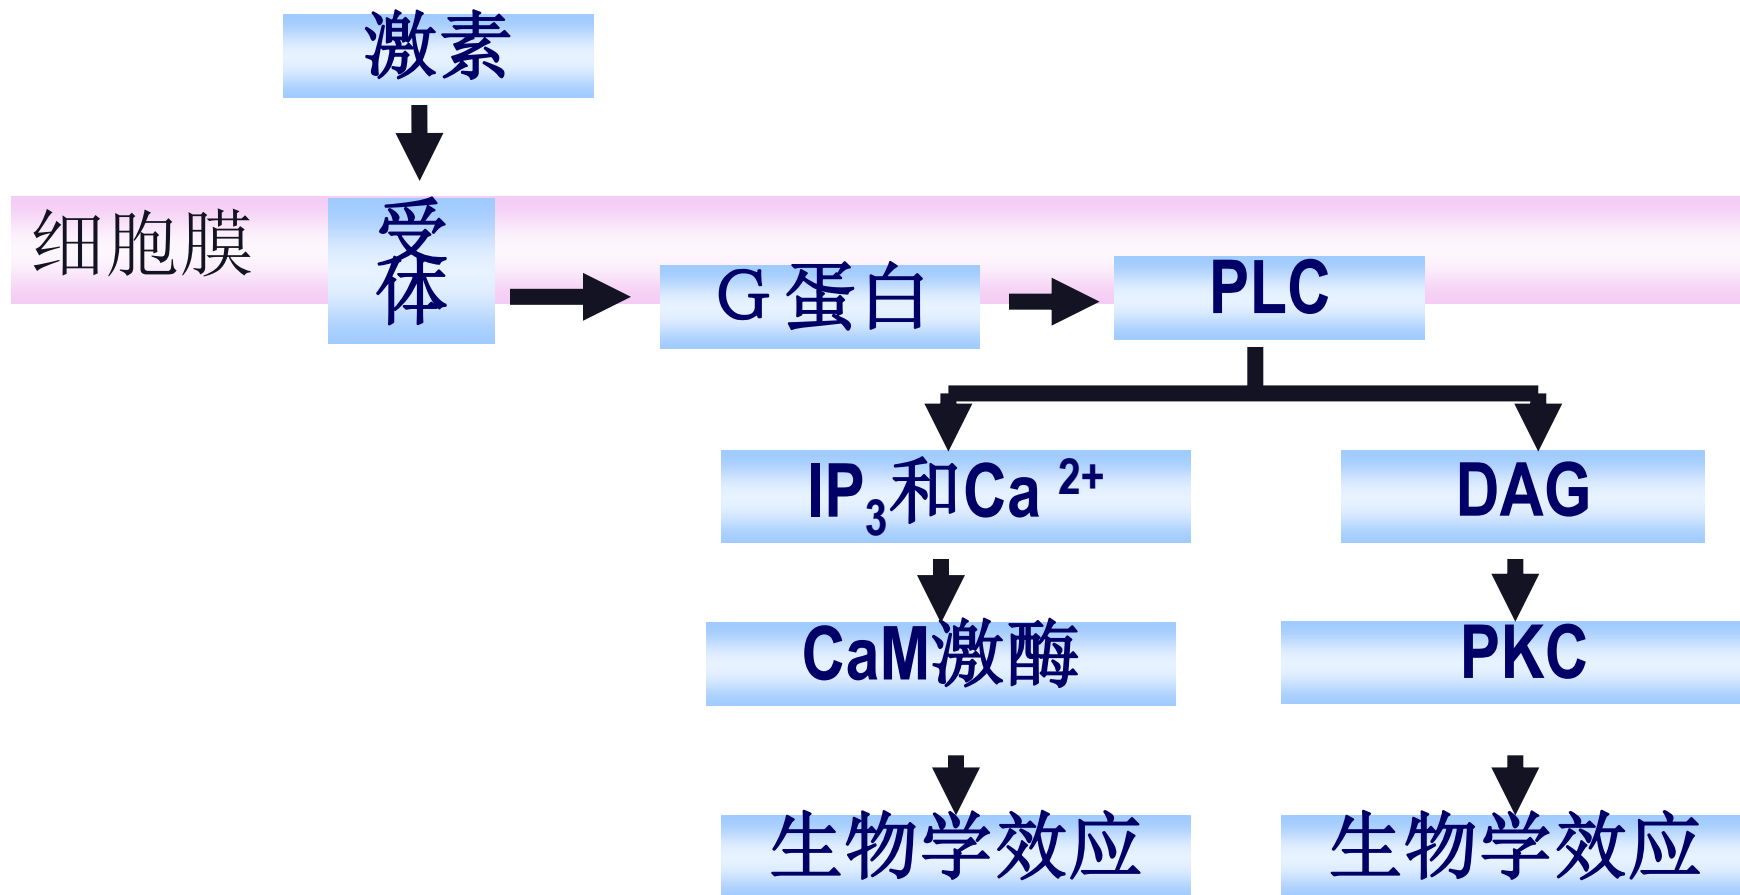 激素
细胞膜
受
体
G 蛋白
PLC
IP₃和Ca ²⁺
DAG
CaM激酶
PKC
生物学效应
生物学效应